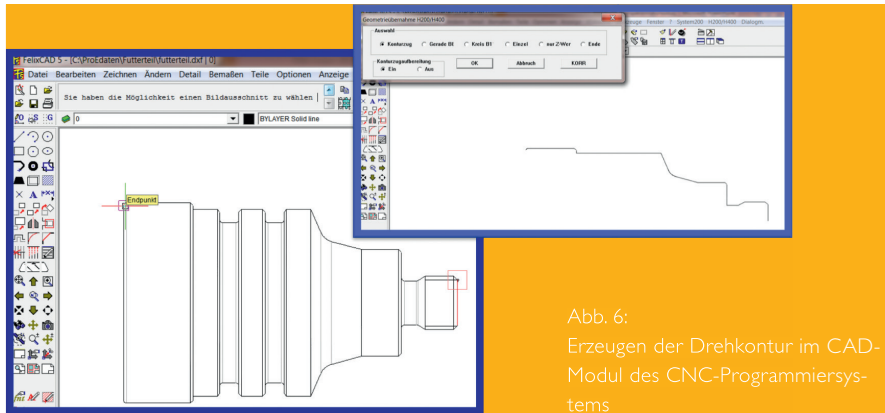 Geometrieübernahme H200/H400
Auswahl
Konturzug Gerade Bt Kreis BT Einzel nur Z-Wer Ende
Konturzugaufbereitung
Ein Aus
OK Abbruch KORR
Fenster ? System200 H200/H400 Dialogm.
FelixCAD 5 - [C:\ProEdaten\Futterteil\futterteil.dxf | 0]
Datei Bearbeiten Zeichnen Ändern Detail Bemaßen Teile Optionen Anzeige
Sie haben die Möglichkeit einen Bildausschnitt zu wählen
0 BYLAYER Solid line
Endpunkt
Abb. 6:
Erzeugen der Drehkontur im CAD-
Modul des CNC-Programmiersys-
tems